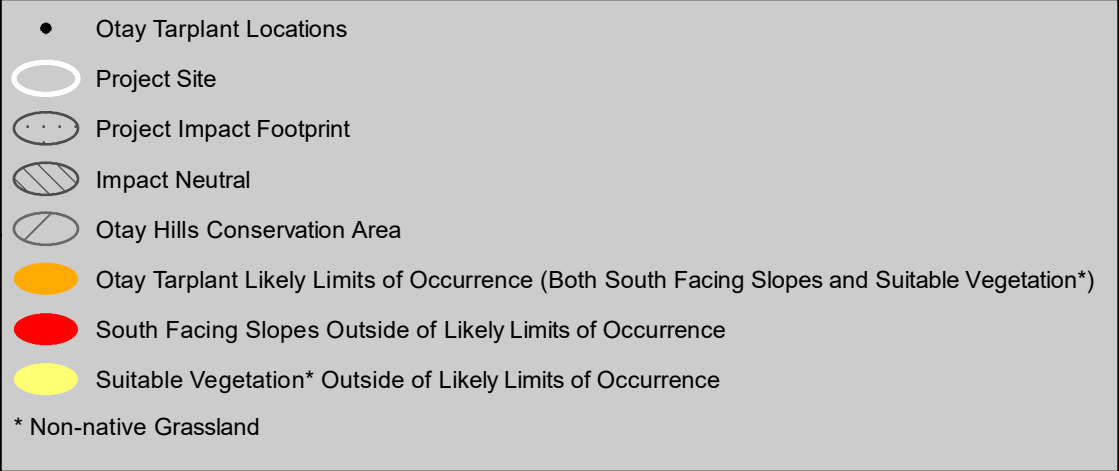 Otay Tarplant Locations
Project Site
Project Impact Footprint
Impact Neutral
Otay Hills Conservation Area
Otay Tarplant Likely Limits of Occurrence (Both South Facing Slopes and Suitable Vegetation*)
South Facing Slopes Outside of Likely Limits of Occurrence
Suitable Vegetation* Outside of Likely Limits of Occurrence
* Non-native Grassland